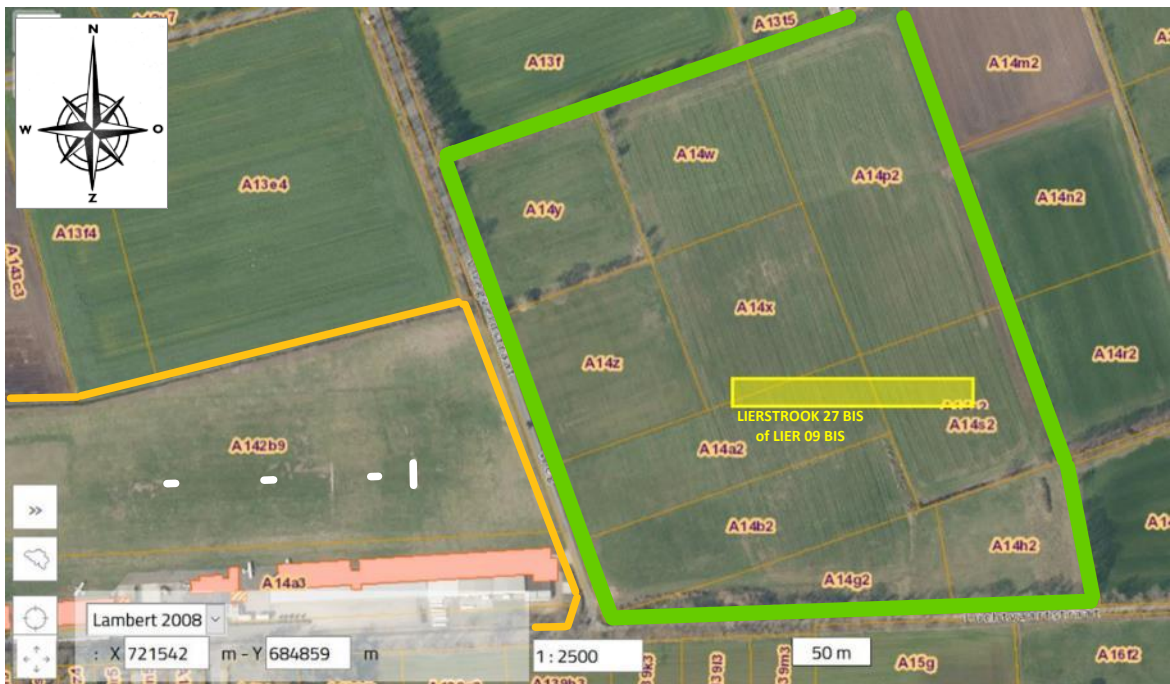 N
W
O
Z
A13t5
A13f
A14m2
A13e4
A14w
A14p2
A14y
A14n2
A13f4
A143c3
A14x
A14r2
A14z
LIERSTROOK 27 BIS
of LIER 09 BIS
A14s2
A142b9
A14a2
A14b2
A14h2
A14a3
A14g2
Lambert 2008
: X 721542 m - Y 684859 m
1 : 2500
50 m
A15g
A16f2